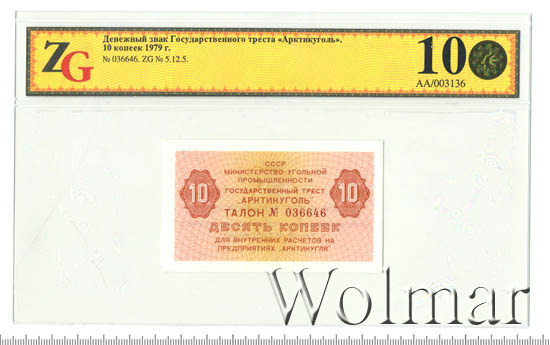 ZG
Денежный знак Государственного треста «Арктикуголь».
10 копеек 1979 г.
№ 036646. ZG № 5.12.5.
10
AA/003136
СССР
МИНИСТЕРСТВО УГОЛЬНОЙ
ПРОМЫШЛЕННОСТИ
ГОСУДАРСТВЕННЫЙ ТРЕСТ
„АРКТИКУГОЛЬ"
10
10
ТАЛОН № 036646
ДЕСЯТЬ КОПЕЕК
ДЛЯ ВНУТРЕННИХ РАСЧЕТОВ НА
ПРЕДПРИЯТИЯХ „АРКТИКУГЛЯ"
Wolmar